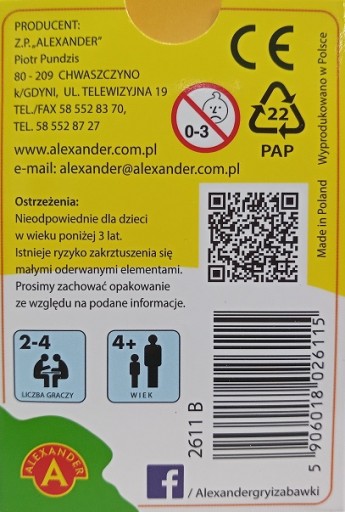 PRODUCENT:
Z.P. „ALEXANDER"
Piotr Pundzis
80 - 209 CHWASZCZYNO
k/GDYNI, UL. TELEWIZYJNA 19
TEL./FAX 58 552 83 70,
TEL. 58 552 87 27
www.alexander.com.pl
e-mail: alexander@alexander.com.pl
CE
0-3
22
PAP
Made in Poland Wyprodukowano w Polsce
Ostrzeżenia:
Nieodpowiednie dla dzieci
w wieku poniżej 3 lat.
Istnieje ryzyko zakrztuszenia się
małymi oderwanymi elementami.
Prosimy zachować opakowanie
ze względu na podane informacje.
2-4
LICZBA GRACZY
4+
WIEK
2611 B
5 906018 026115
A
ALEXANDER
f / Alexandergryizabawki